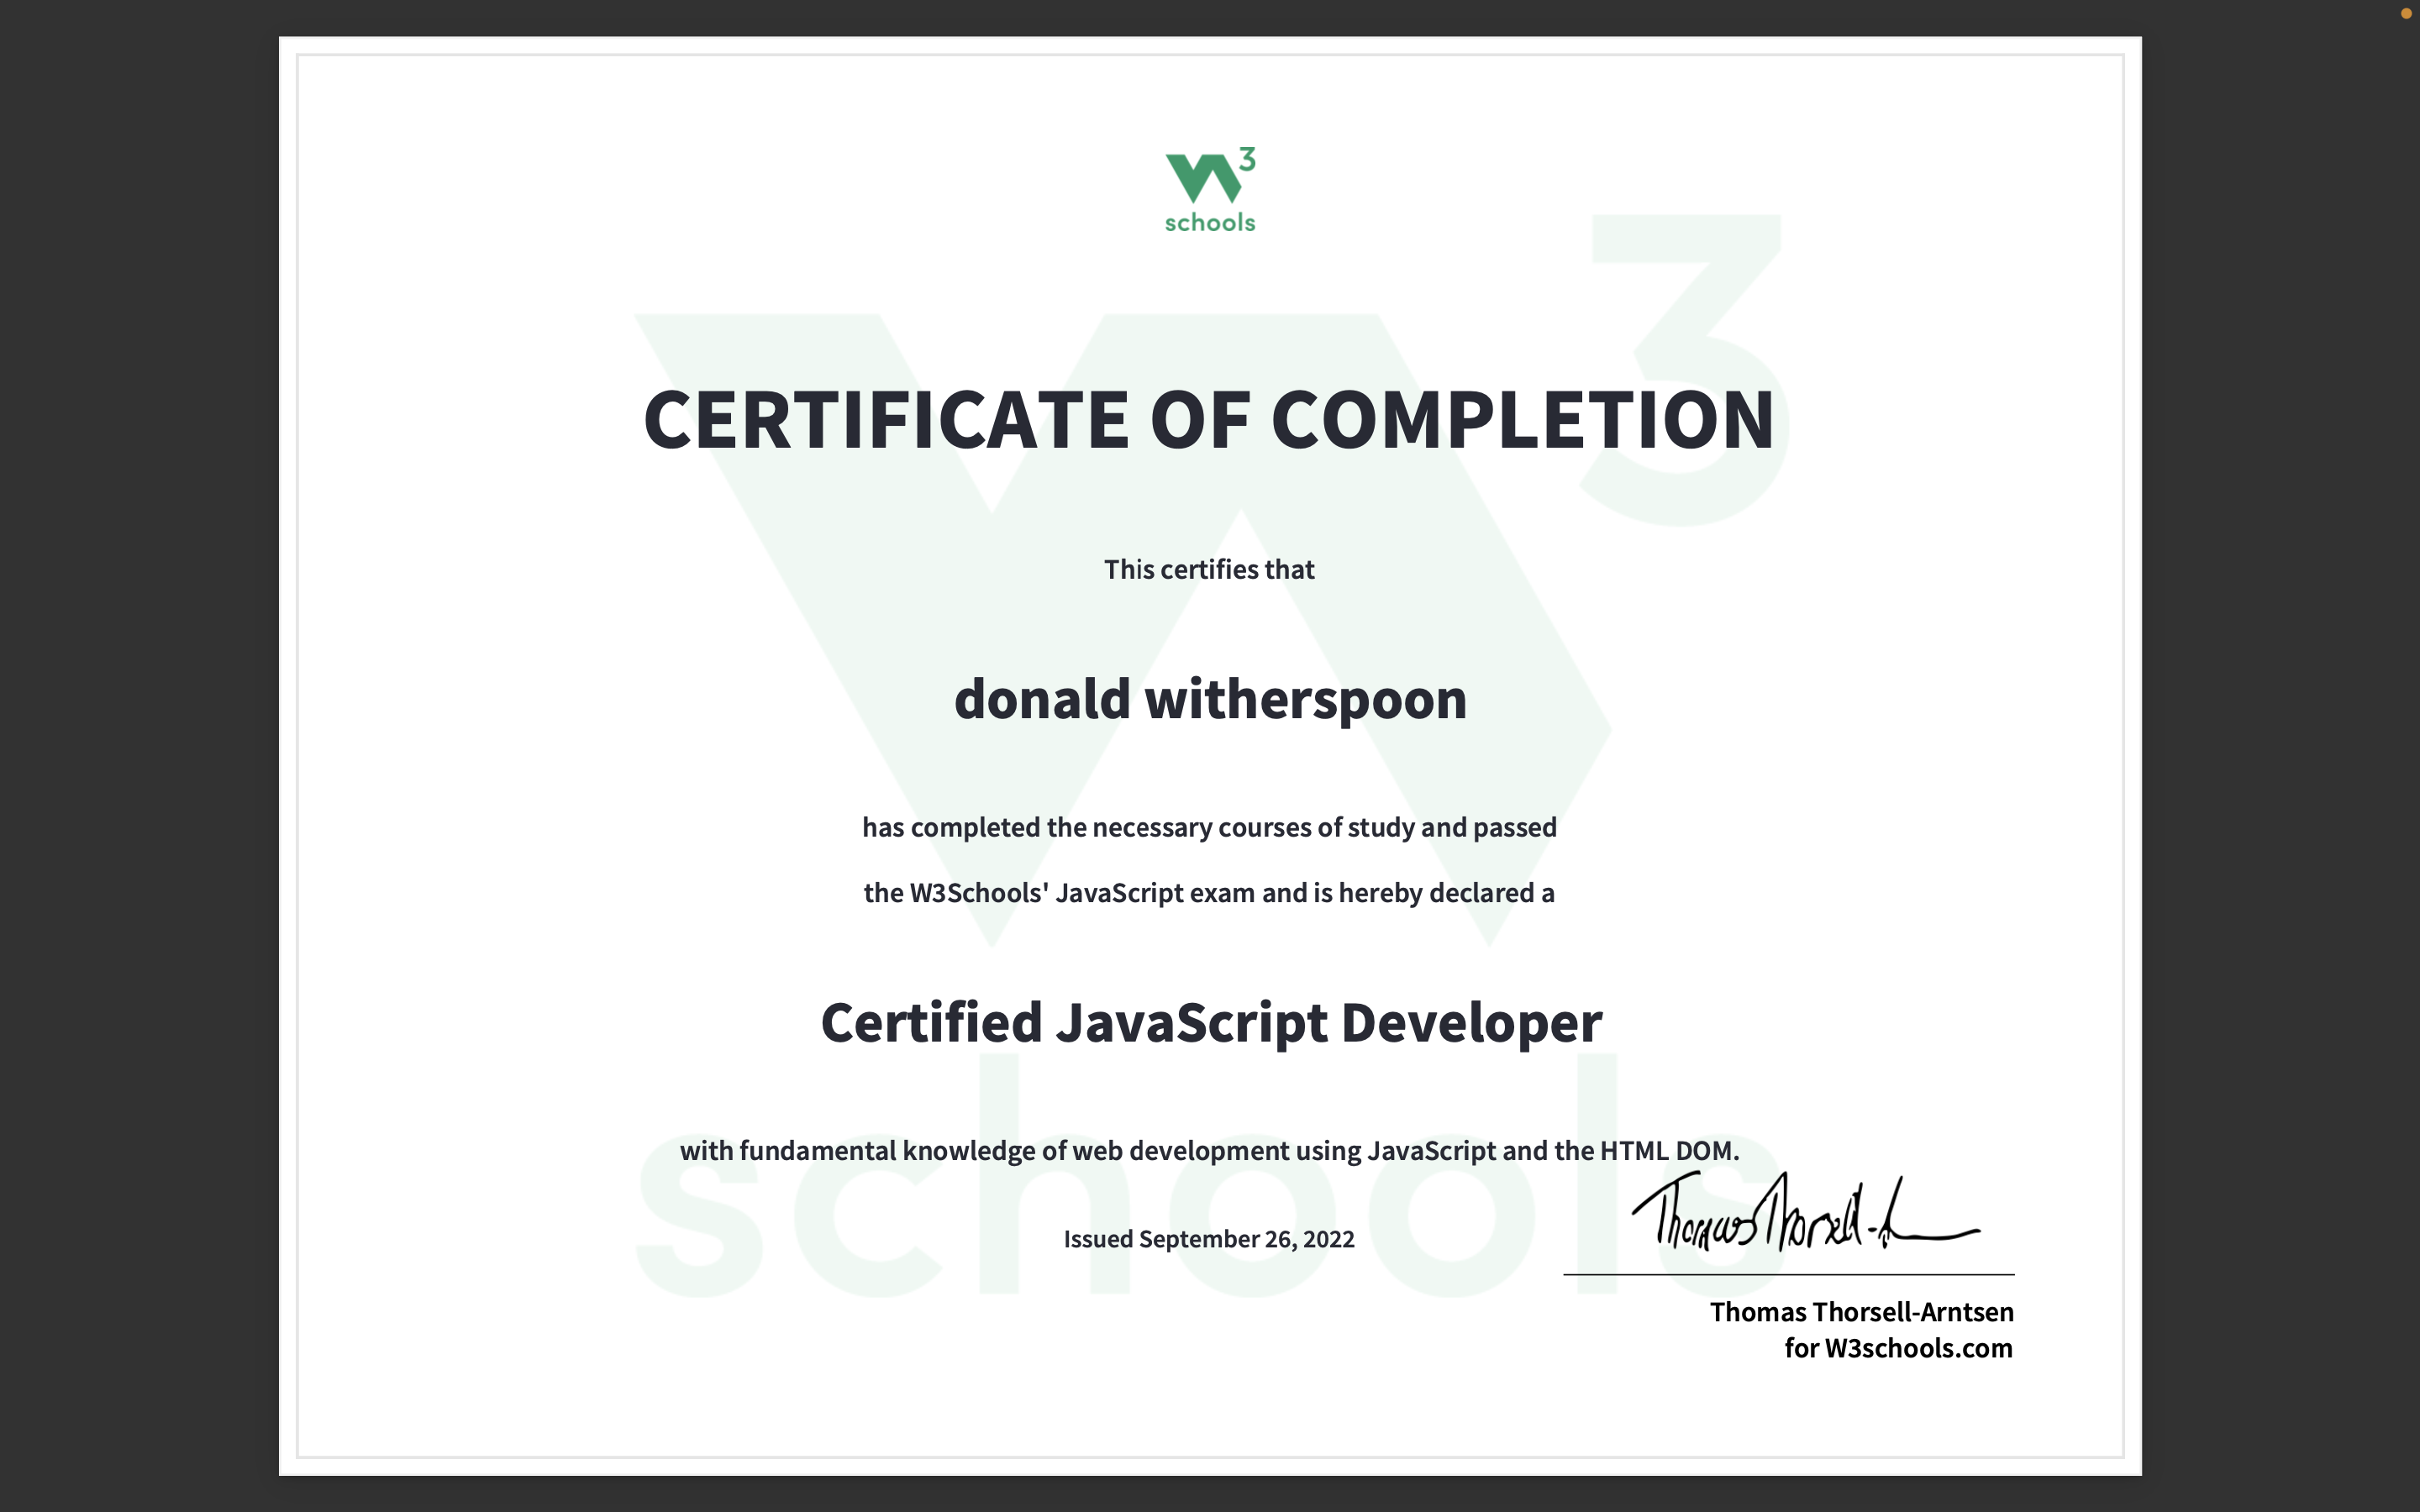 W3
schools
CERTIFICATE OF COMPLETION
This certifies that
donald witherspoon
has completed the necessary courses of study and passed
the W3Schools' JavaScript exam and is hereby declared a
Certified JavaScript Developer
with fundamental knowledge of web development using JavaScript and the HTML DOM.
Issued September 26, 2022
Thomas Thorsell-Arntsen
for W3schools.com